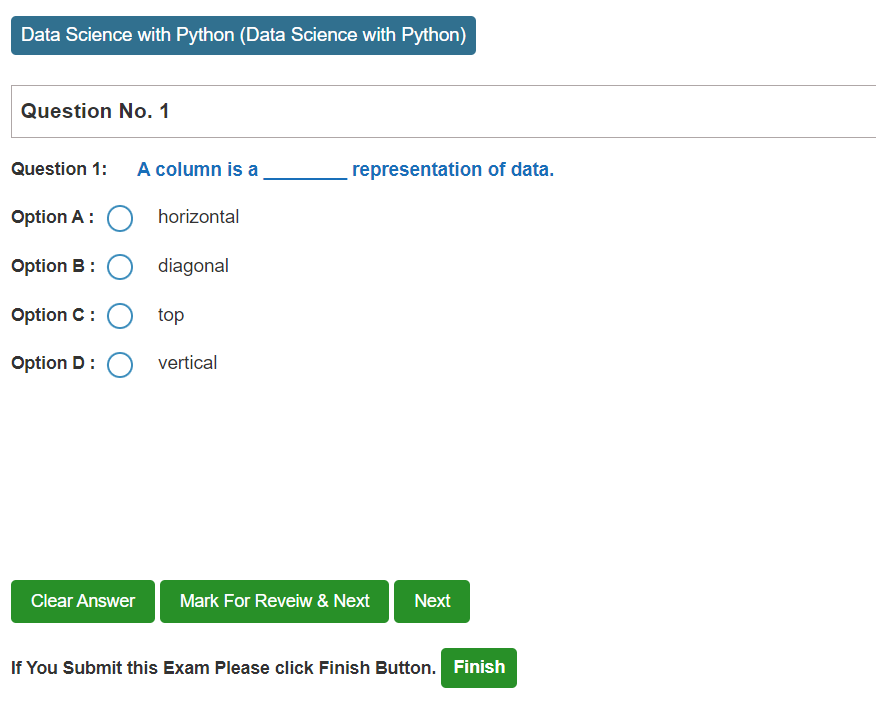 Data Science with Python (Data Science with Python)
Question No. 1
Question 1: A column is a ________ representation of data.
Option A : horizontal
Option B : diagonal
Option C : top
Option D : vertical
Clear Answer Mark For Reveiw & Next Next
If You Submit this Exam Please click Finish Button. Finish